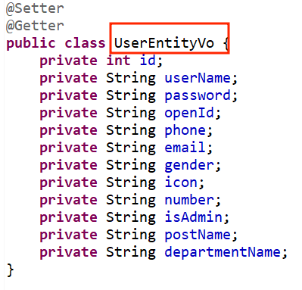 @Setter
@Getter
public class UserEntityVo {
    private int id;
    private String userName;
    private String password;
    private String openId;
    private String phone;
    private String email;
    private String gender;
    private String icon;
    private String number;
    private String isAdmin;
    private String postName;
    private String departmentName;
}